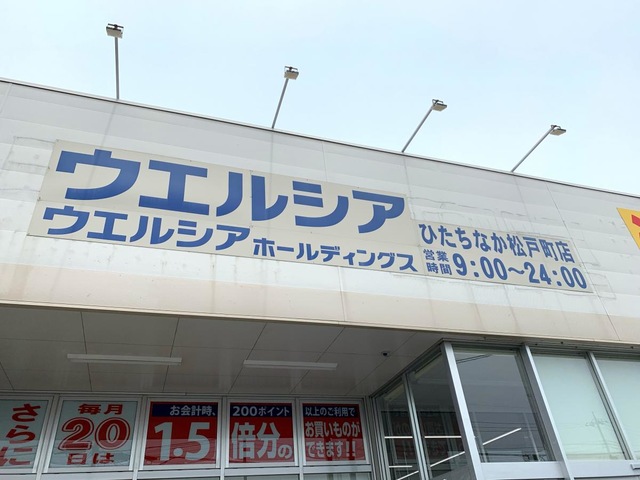 ウエルシア
ウエルシア ホールディングス
ひたちなか松戸町店
営業時間 9:00～24:00
さらに
毎月
20
日は
お会計時、
1.5
200ポイント
倍分の
以上のご利用で
お買いものが
できます!!